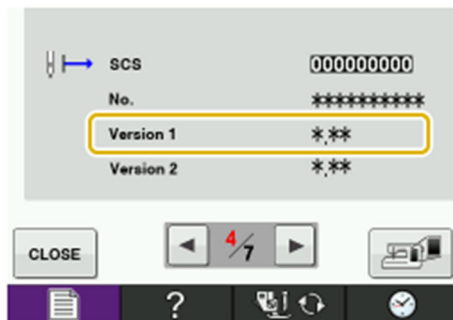 SCS 000000000
No. **********
Version 1 *.**
Version 2 *.**
CLOSE 4/7
?